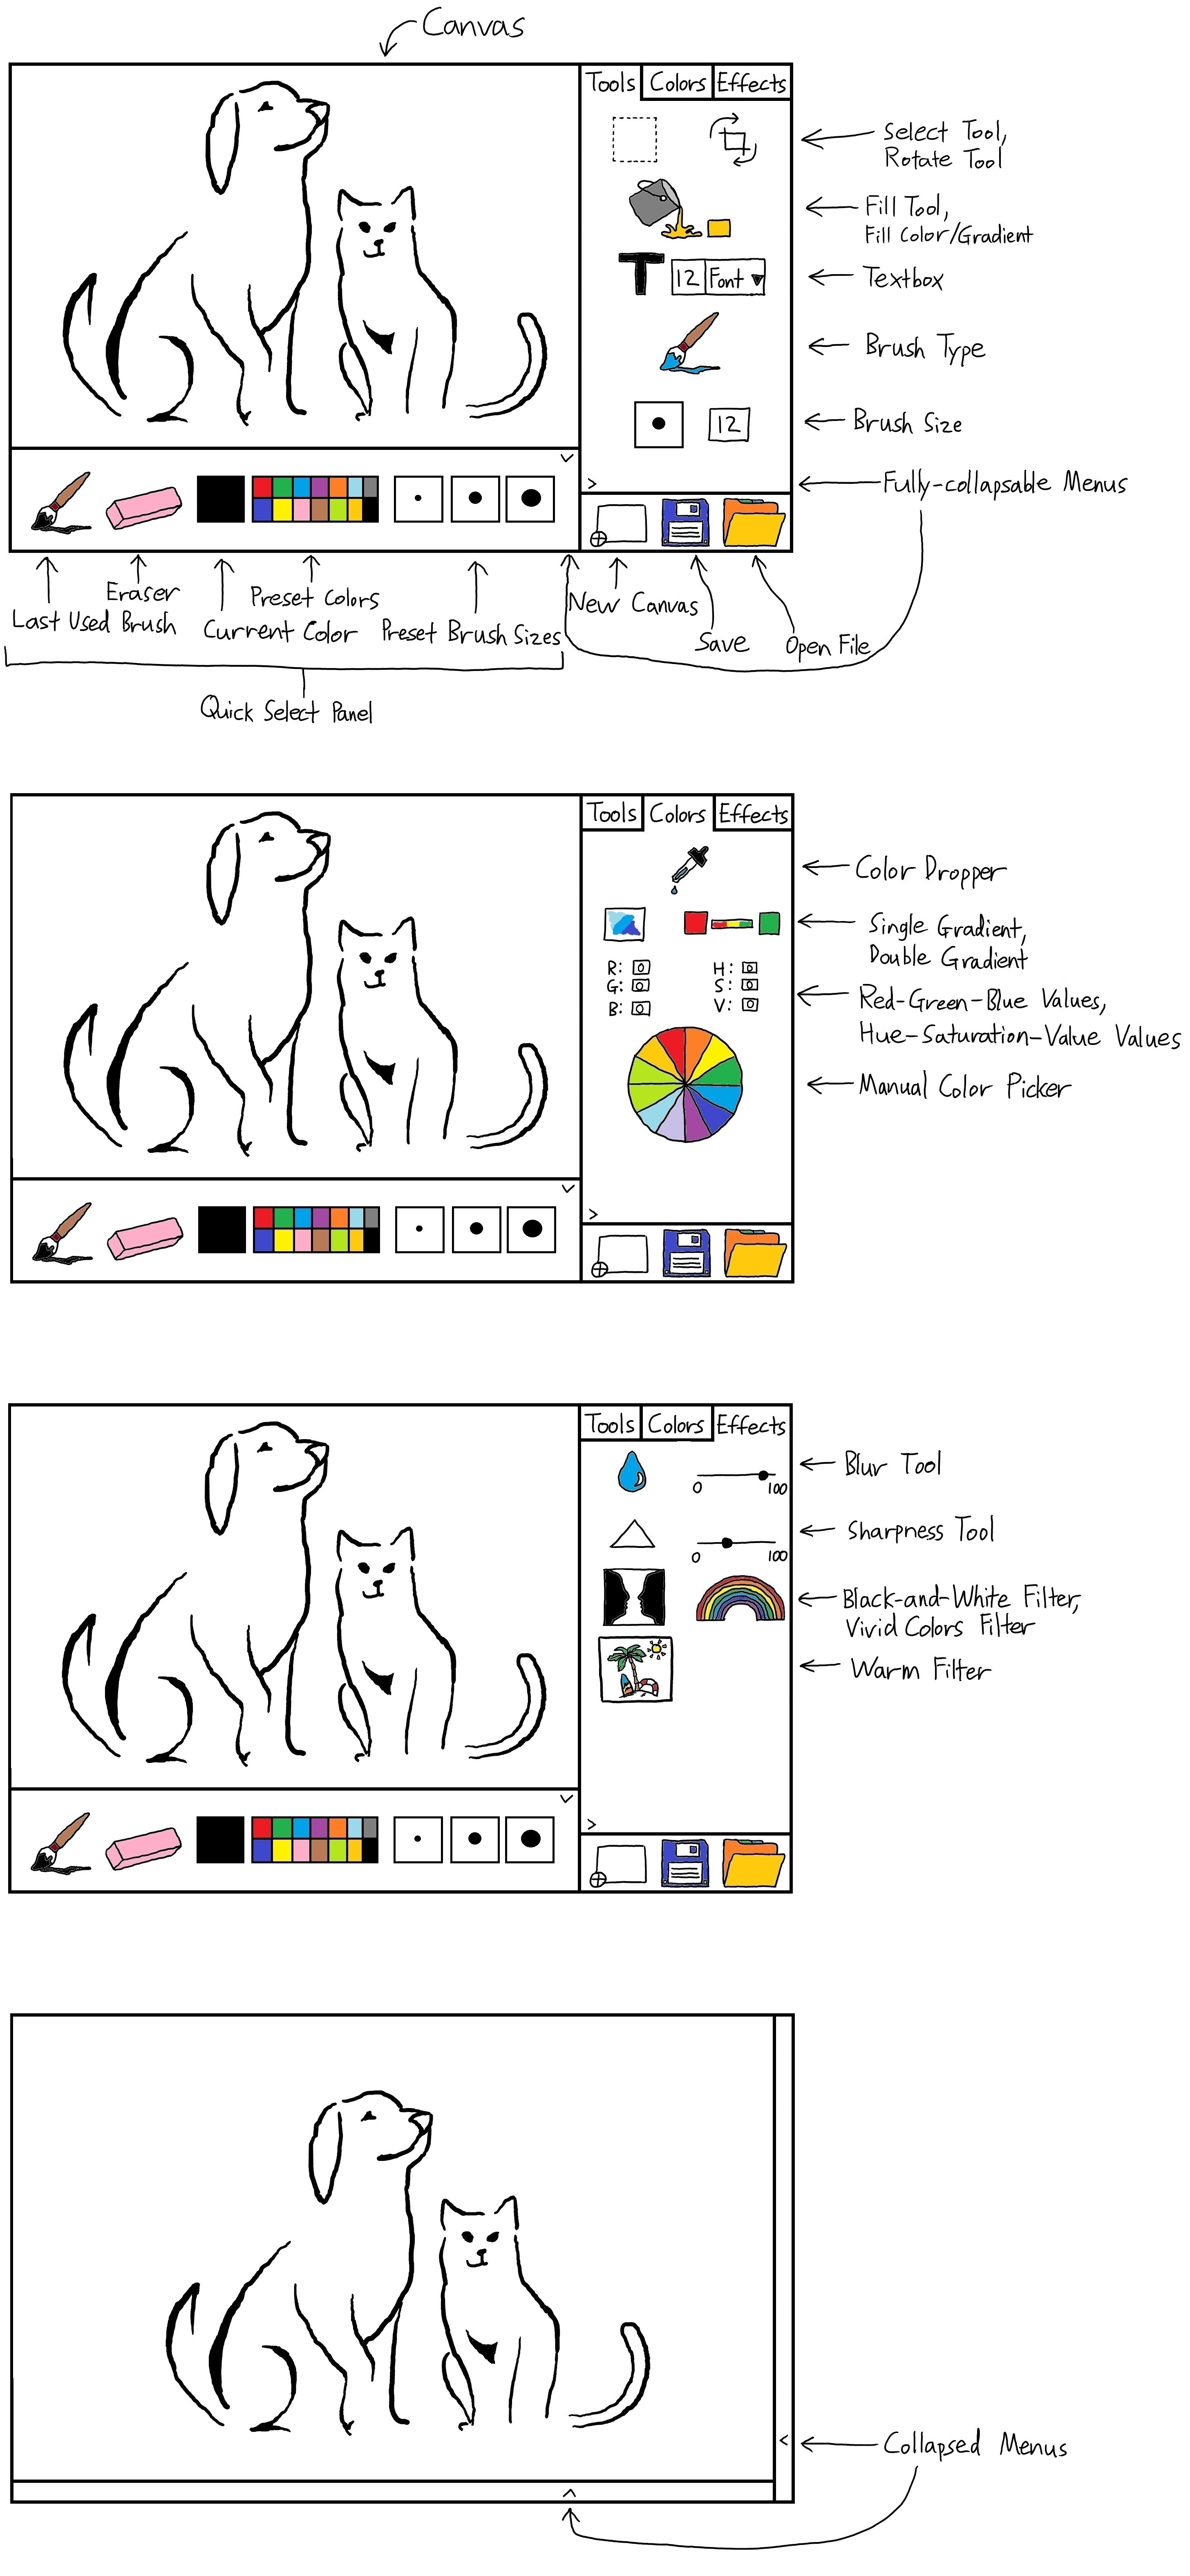 Canvas
Tools Colors Effects
Select Tool,
Rotate Tool
Fill Tool,
Fill Color/Gradient
12 Font
Textbox
Brush Type
12
Brush Size
Fully-collapsable Menus
Eraser
Last Used Brush
Preset Colors
Current Color
Preset Brush Sizes
New Canvas
Save
Open File
Quick Select Panel
Tools Colors Effects
Color Dropper
Single Gradient,
Double Gradient
R: 0 H: 0
G: 0 S: 0
B: 0 V: 0
Red-Green-Blue Values,
Hue-Saturation-Value Values
Manual Color Picker
Tools Colors Effects
Blur Tool
0 100
Sharpness Tool
0 100
Black-and-White Filter,
Vivid Colors Filter
Warm Filter
Collapsed Menus